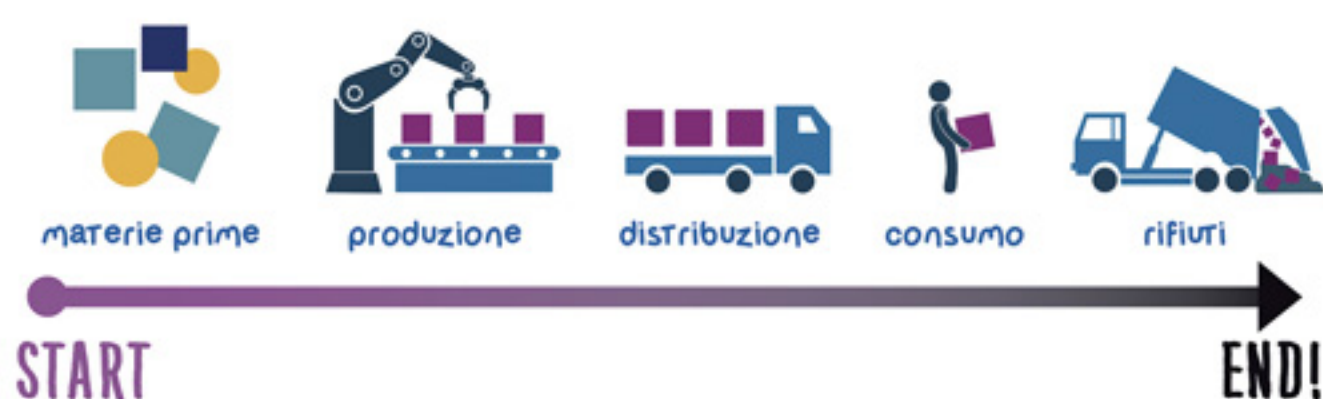 materie prime
produzione
distribuzione
consumo
rifiuti
START
END!